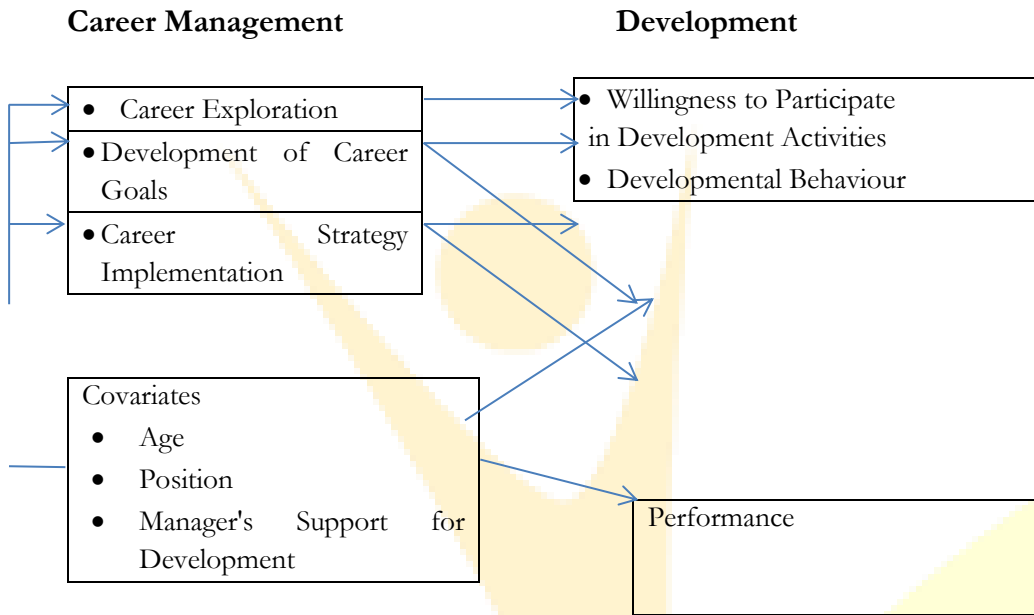 Career Management
Development
• Career Exploration
• Development of Career
Goals
• Career Strategy
Implementation
• Willingness to Participate
in Development Activities
• Developmental Behaviour
Covariates
• Age
• Position
• Manager's Support for
Development
Performance